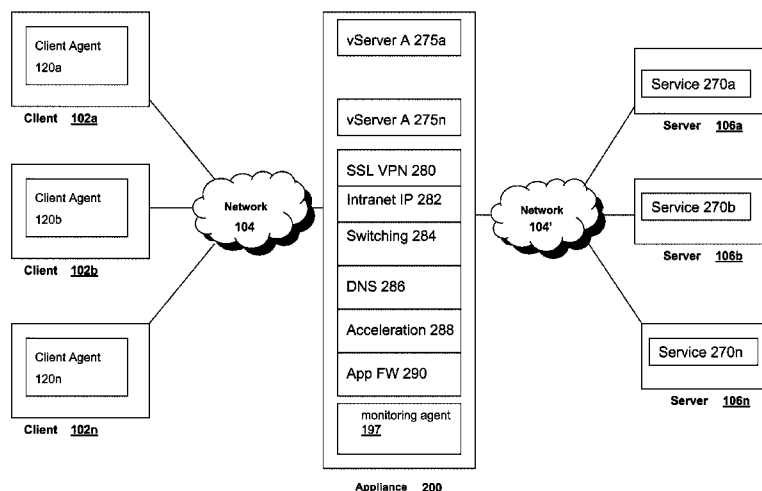 Client Agent
120a
Client 102a
Client Agent
120b
Client 102b
Client Agent
120n
Client 102n
Network
104
vServer A 275a
vServer A 275n
SSL VPN 280
Intranet IP 282
Switching 284
DNS 286
Acceleration 288
App FW 290
monitoring agent
197
Appliance 200
Network
104'
Service 270a
Server 106a
Service 270b
Server 106b
Service 270n
Server 106n